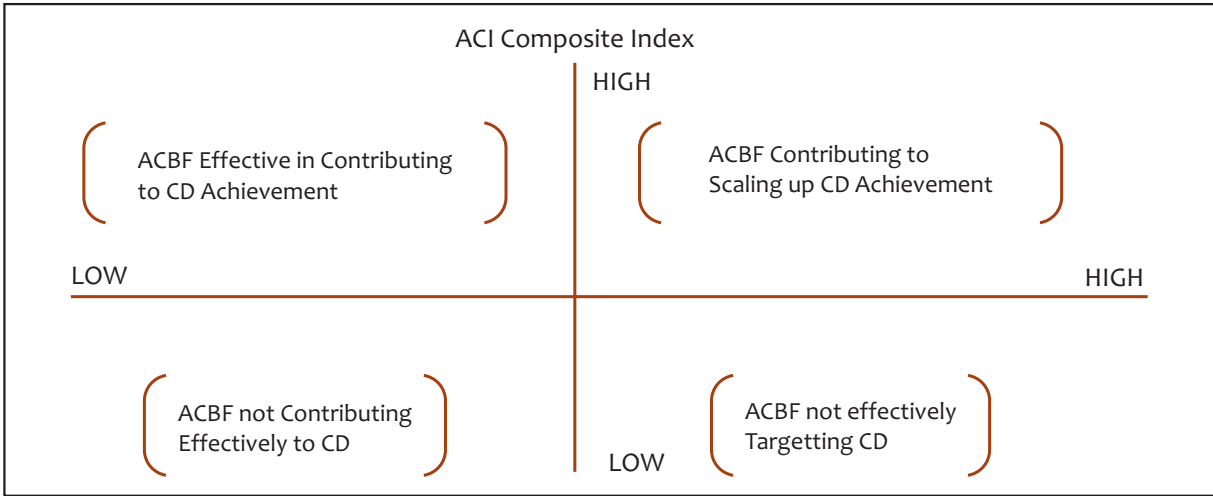 ACI Composite Index
HIGH
ACBF Effective in Contributing
to CD Achievement
ACBF Contributing to
Scaling up CD Achievement
LOW
HIGH
ACBF not Contributing
Effectively to CD
ACBF not effectively
Targetting CD
LOW